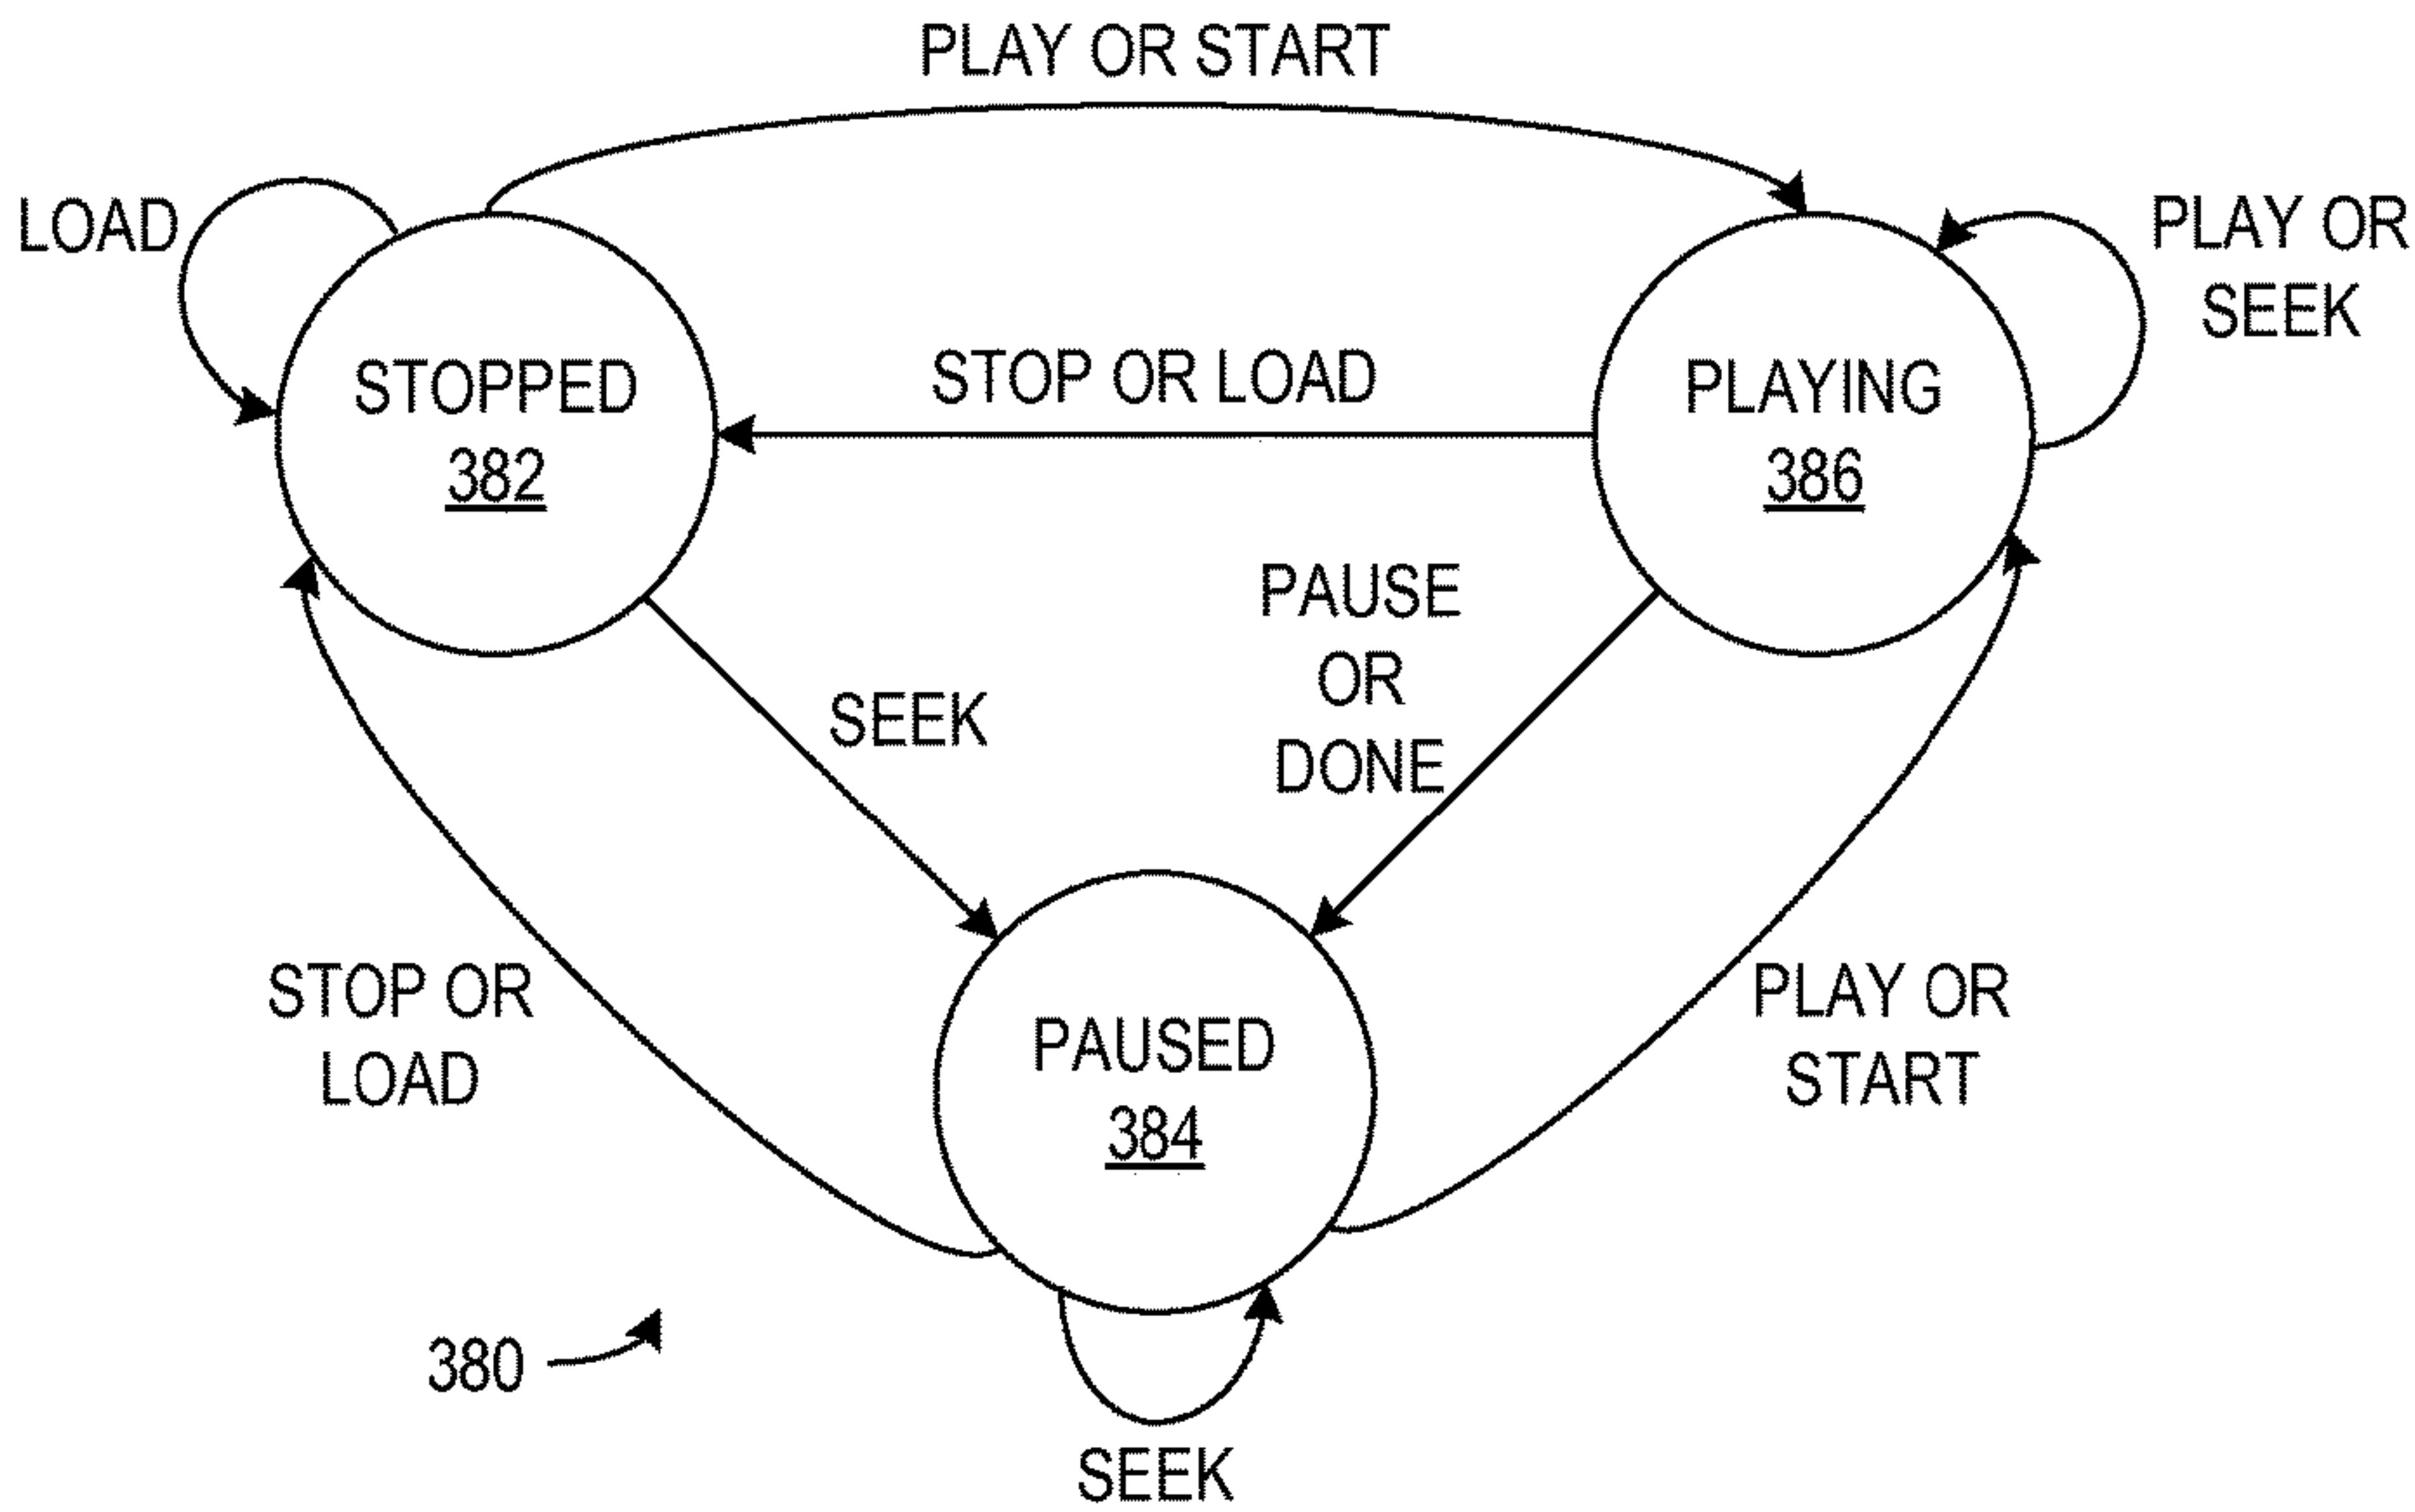 PLAY OR START
LOAD
PLAY OR
SEEK
STOP OR LOAD
STOPPED
382
PLAYING
386
PAUSE
OR
DONE
SEEK
STOP OR
LOAD
PLAY OR
START
PAUSED
384
380
SEEK